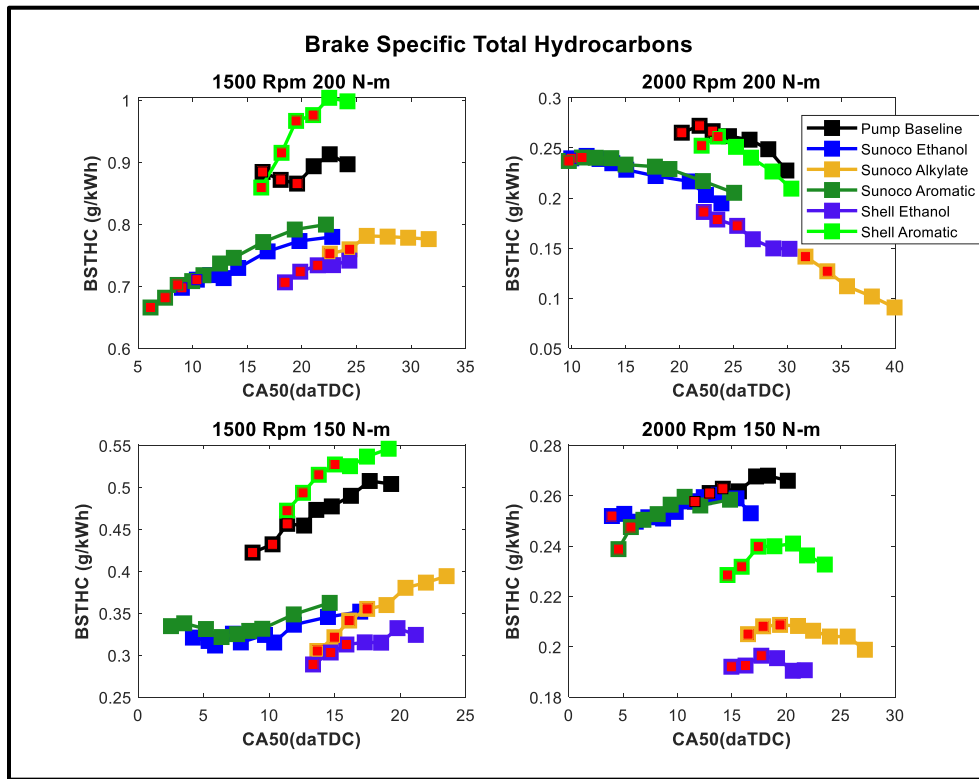 Brake Specific Total Hydrocarbons
1500 Rpm 200 N-m
BSTHC (g/kWh)
1
0.9
0.8
0.7
0.6
5 10 15 20 25 30 35
CA50(daTDC)
2000 Rpm 200 N-m
BSTHC (g/kWh)
0.3
0.25
0.2
0.15
0.1
0.05
10 15 20 25 30 35 40
CA50(daTDC)
Pump Baseline
Sunoco Ethanol
Sunoco Alkylate
Sunoco Aromatic
Shell Ethanol
Shell Aromatic
1500 Rpm 150 N-m
BSTHC (g/kWh)
0.55
0.5
0.45
0.4
0.35
0.3
0.25
0 5 10 15 20 25
CA50(daTDC)
2000 Rpm 150 N-m
BSTHC (g/kWh)
0.28
0.26
0.24
0.22
0.2
0.18
0 5 10 15 20 25 30
CA50(daTDC)